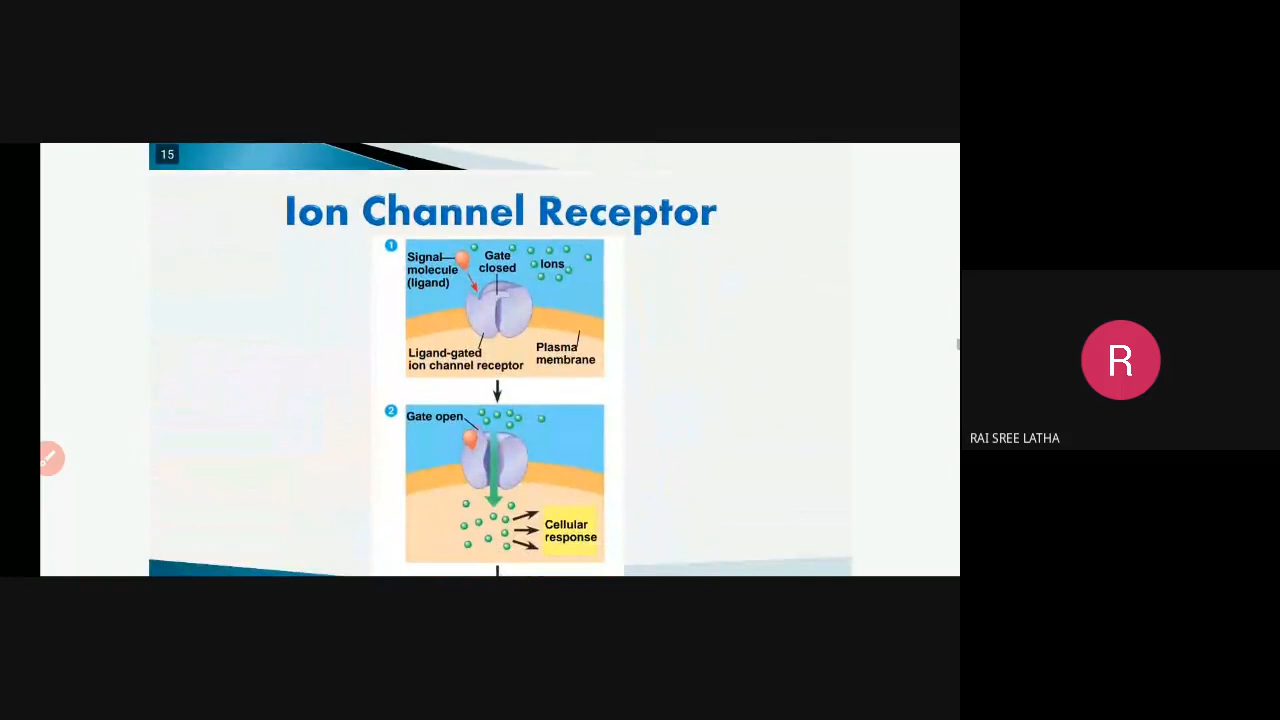 15
Ion Channel Receptor
1
Signal
molecule
(ligand)
Gate
closed
Ions
Ligand-gated
ion channel receptor
Plasma
membrane
2
Gate open
Cellular
response
R
RAI SREE LATHA